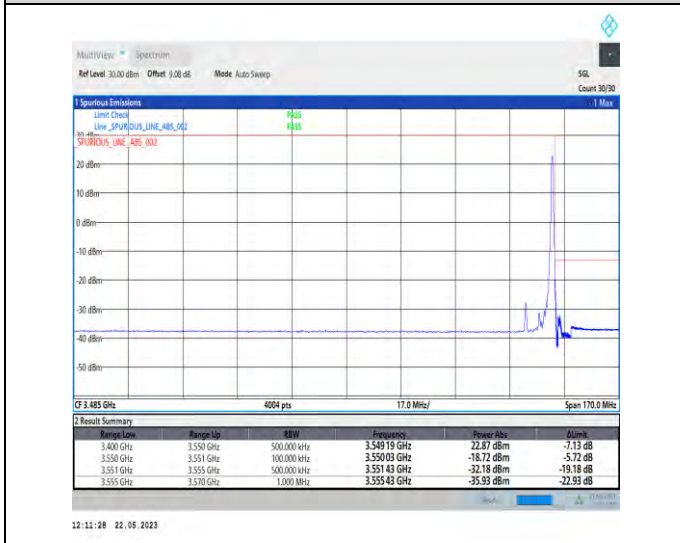 MultiView Spectrum
Ref Level 30.00 dBm Offset 9.08 dB Mode Auto Sweep SGL
Count 30/30
1 Spurious Emissions 1 Max
Limit Check PASS
Line _SPURIOUS_LINE_ABS_002 PASS
30 dBm
_SPURIOUS_LINE_ABS_002
20 dBm
10 dBm
0 dBm
-10 dBm
-20 dBm
-30 dBm
-40 dBm
-50 dBm
CF 3.485 GHz 4004 pts 17.0 MHz/ Span 170.0 MHz
2 Result Summary
Range Low Range Up RBW Frequency Power Abs ΔLimit
3.400 GHz 3.550 GHz 500.000 kHz 3.549 19 GHz 22.87 dBm -7.13 dB
3.550 GHz 3.551 GHz 100.000 kHz 3.550 03 GHz -18.72 dBm -5.72 dB
3.551 GHz 3.555 GHz 500.000 kHz 3.551 43 GHz -32.18 dBm -19.18 dB
3.555 GHz 3.570 GHz 1.000 MHz 3.555 43 GHz -35.93 dBm -22.93 dB
12:11:28 22.05.2023